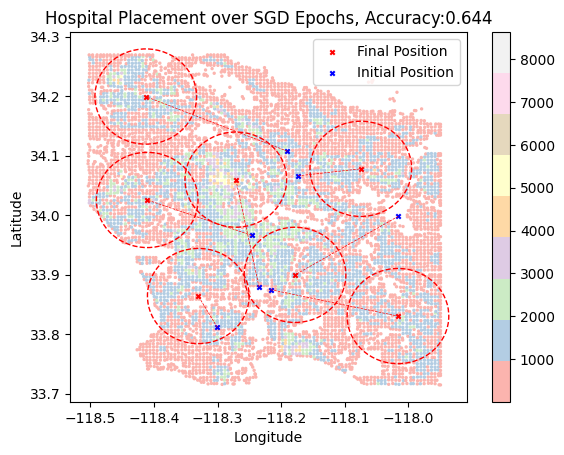 Hospital Placement over SGD Epochs, Accuracy:0.644
34.3
34.2
34.1
34.0
33.9
33.8
33.7
Latitude
Final Position
Initial Position
8000
7000
6000
5000
4000
3000
2000
1000
−118.5 −118.4 −118.3 −118.2 −118.1 −118.0
Longitude